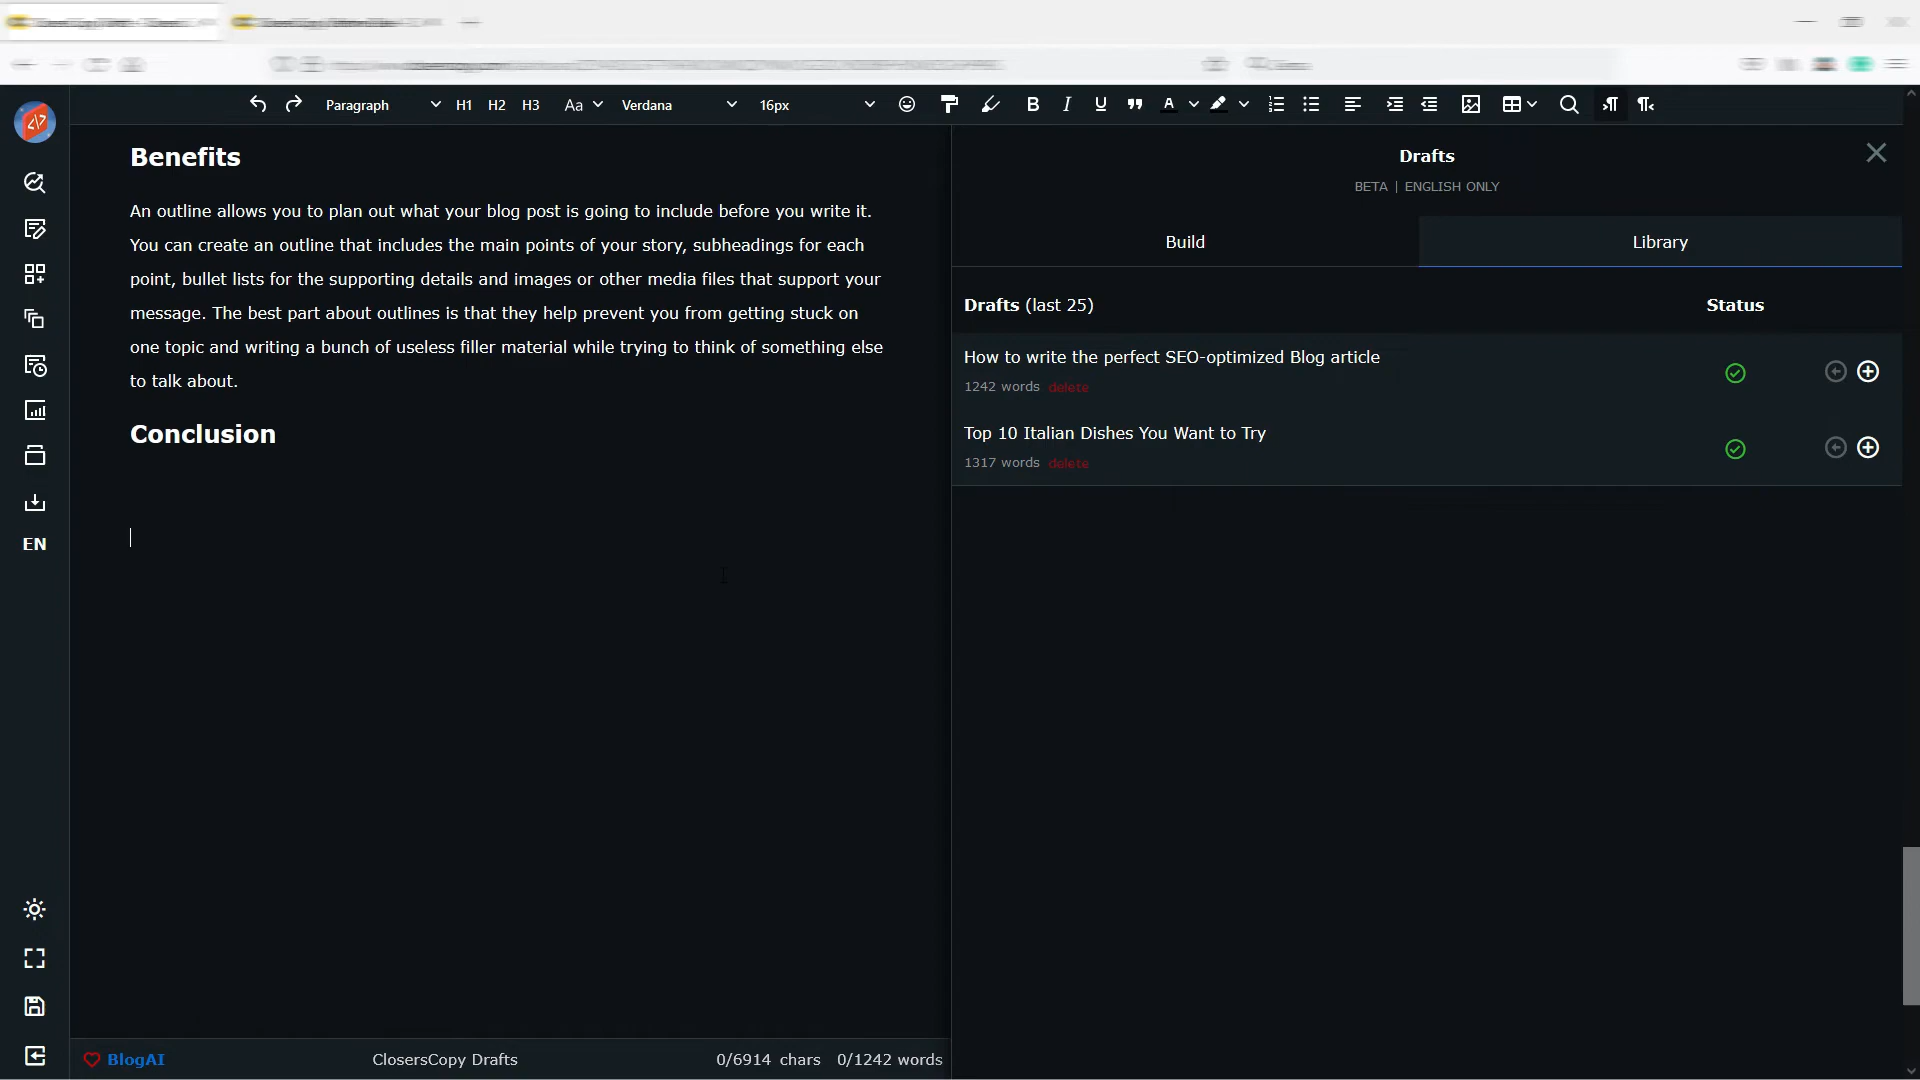 Paragraph
H1
H2
H3
Aa
Verdana
16px
B
I
U
A
Benefits
An outline allows you to plan out what your blog post is going to include before you write it.
You can create an outline that includes the main points of your story, subheadings for each
point, bullet lists for the supporting details and images or other media files that support your
message. The best part about outlines is that they help prevent you from getting stuck on
one topic and writing a bunch of useless filler material while trying to think of something else
to talk about.
Conclusion
EN
BlogAI
ClosersCopy Drafts
0/6914 chars
0/1242 words
Drafts
BETA | ENGLISH ONLY
Build
Library
Drafts (last 25)
Status
How to write the perfect SEO-optimized Blog article
1242 words delete
Top 10 Italian Dishes You Want to Try
1317 words delete